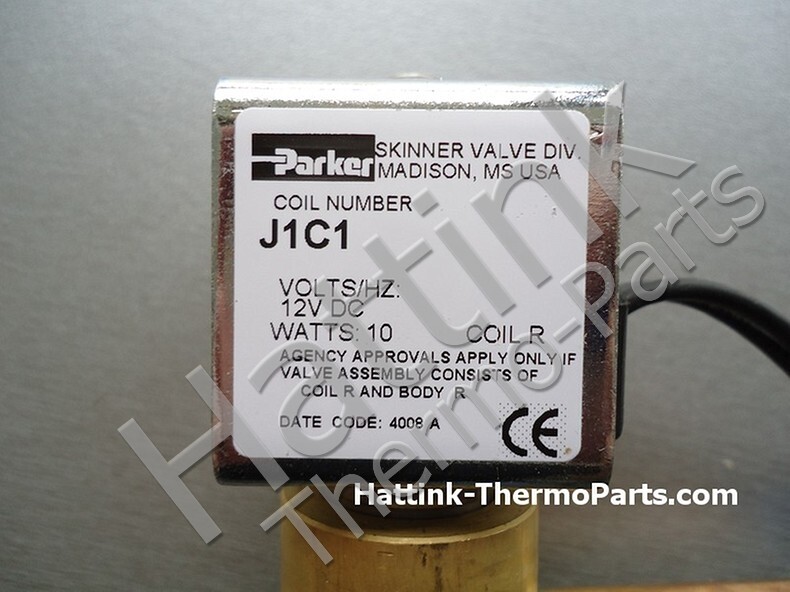 Parker
SKINNER VALVE DIV.
MADISON, MS USA
COIL NUMBER
J1C1
VOLTS/HZ:
12V DC
WATTS: 10 COIL R
AGENCY APPROVALS APPLY ONLY IF
VALVE ASSEMBLY CONSISTS OF
COIL R AND BODY R
DATE CODE: 4008 A
CE
Hattink
Thermo-Parts
Hattink-ThermoParts.com